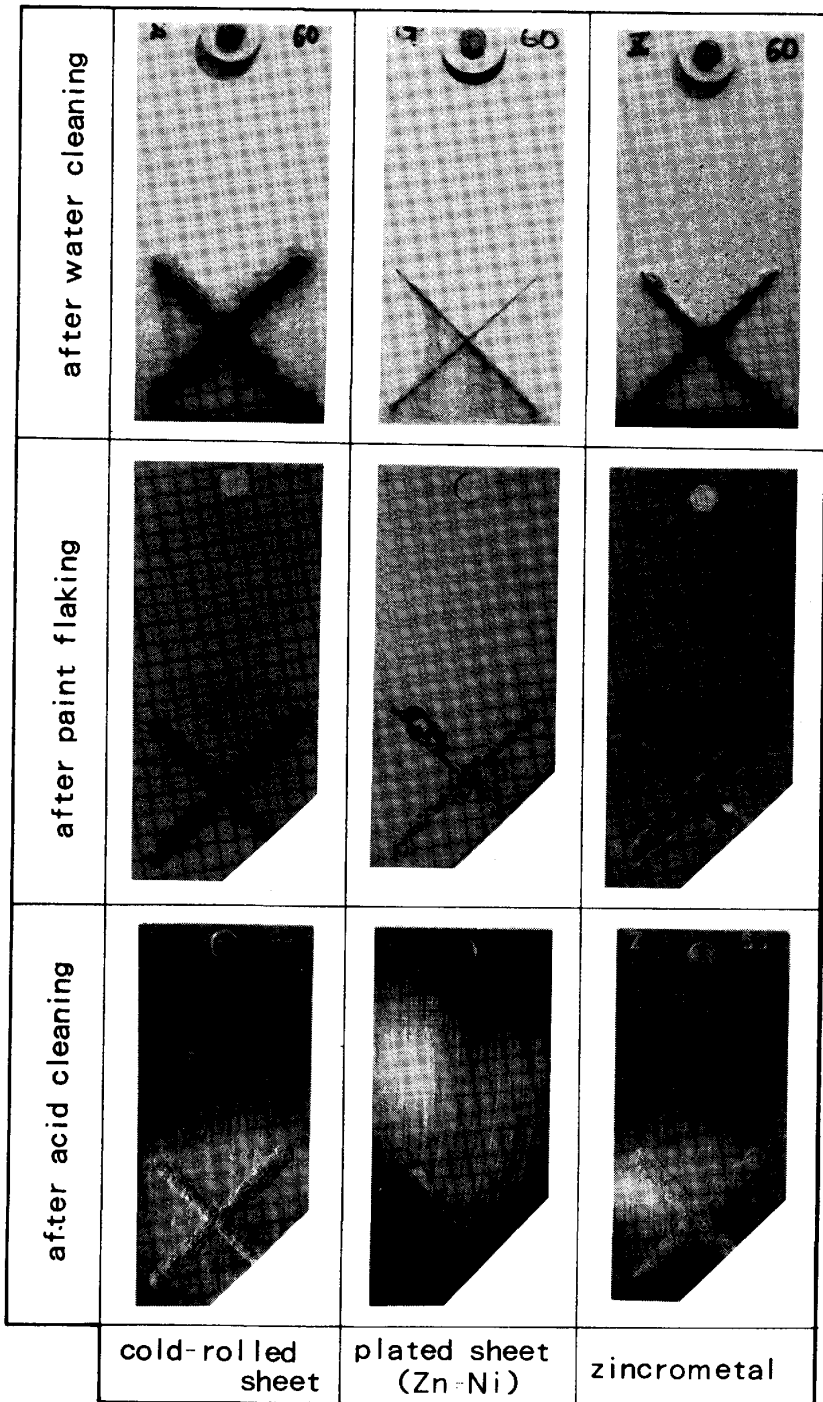 60
G 60
Z 60
after water cleaning
after paint flaking
after acid cleaning
Z
cold-rolled
sheet
plated sheet
(Zn-Ni)
zincrometal